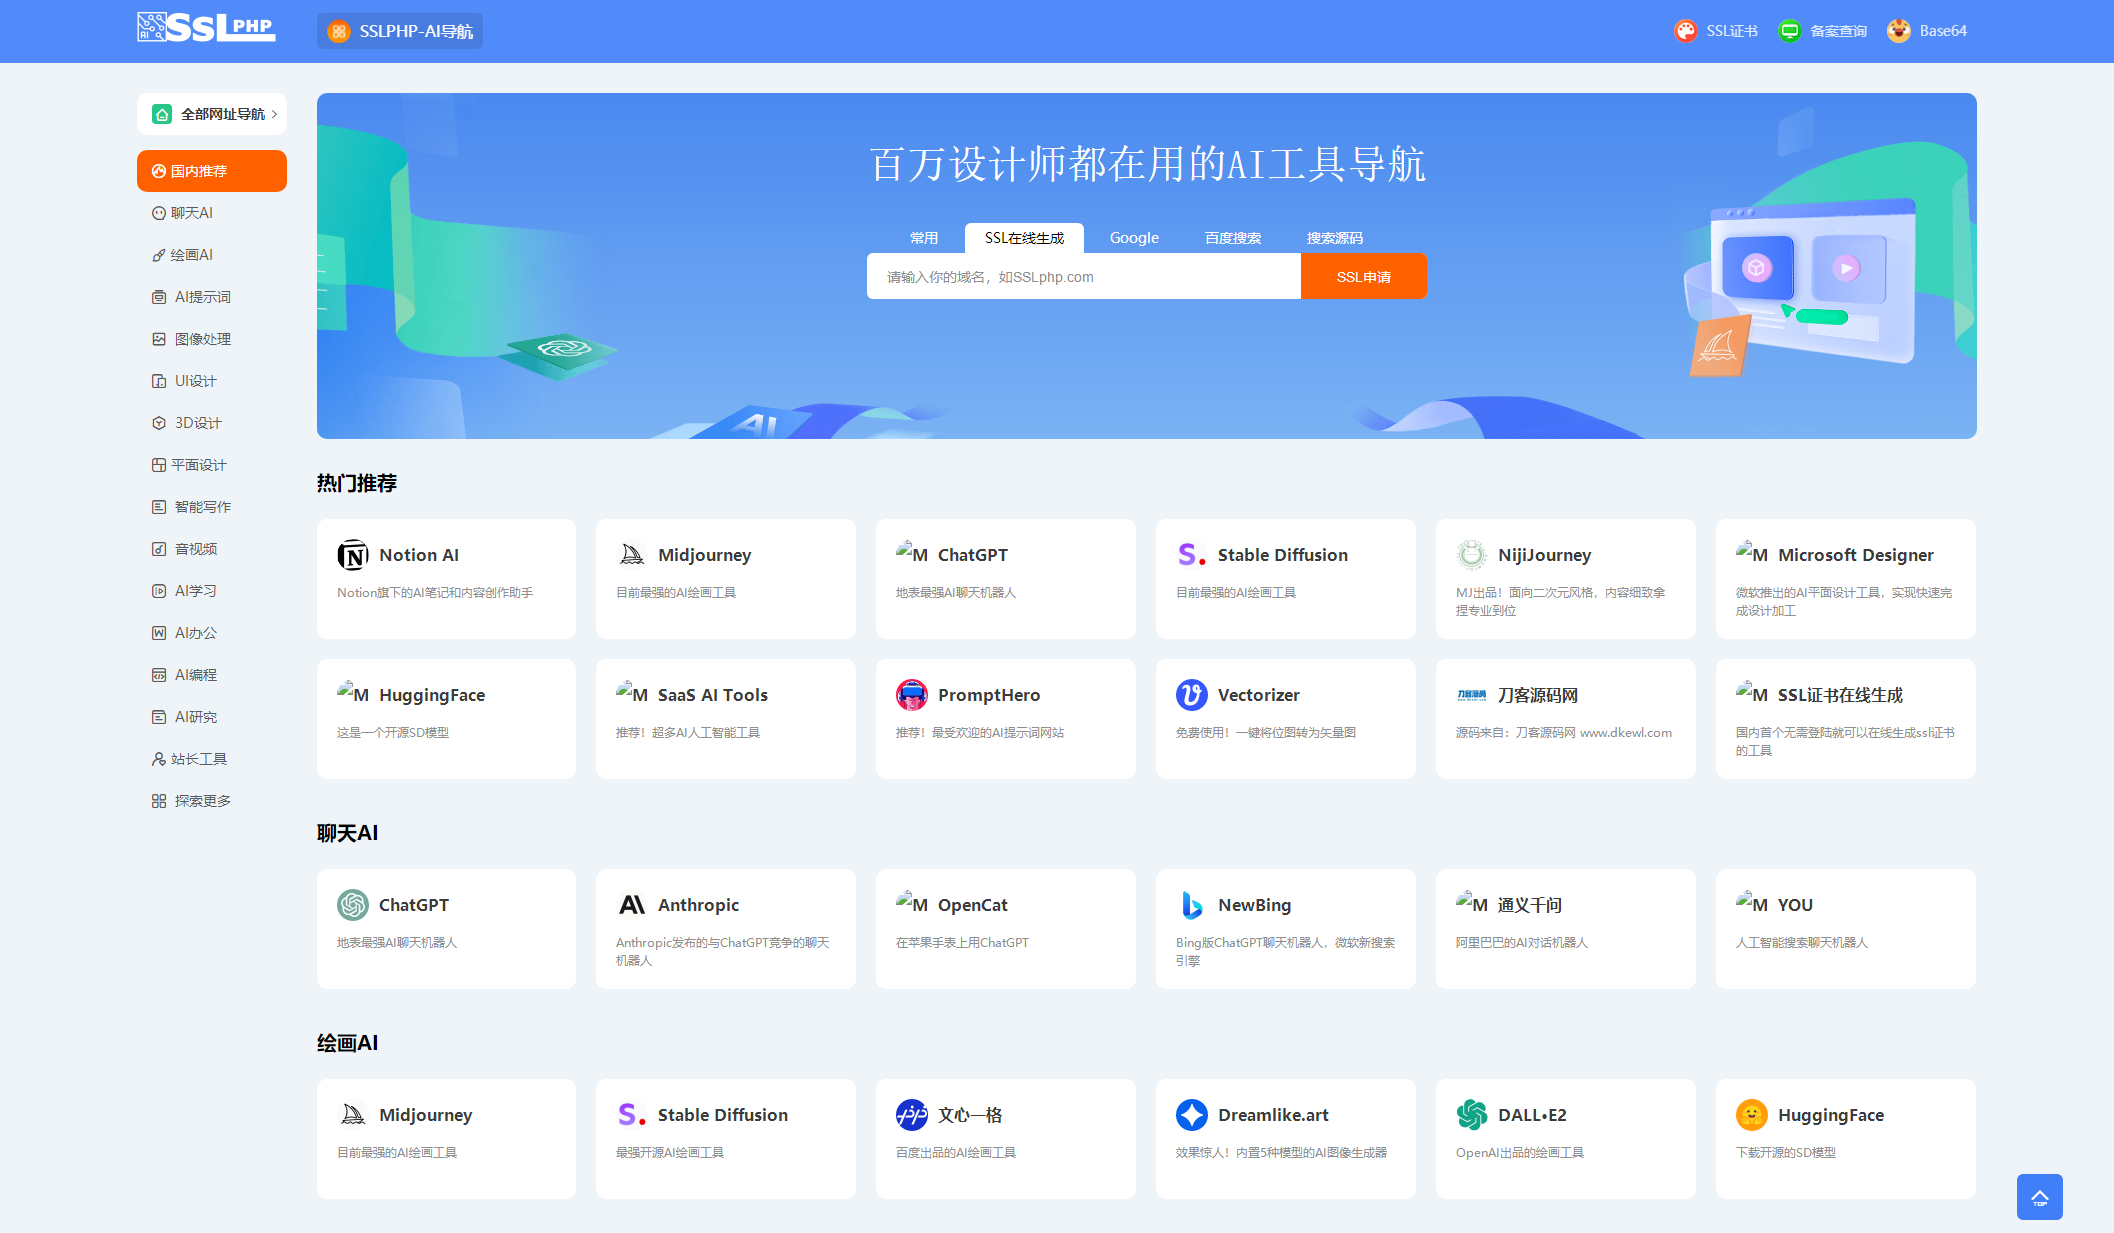 SSLPHP
AI
SSLPHP-AI导航
SSL证书
备案查询
Base64
全部网址导航
国内推荐
聊天AI
绘画AI
AI提示词
图像处理
UI设计
3D设计
平面设计
智能写作
音视频
AI学习
AI办公
AI编程
AI研究
站长工具
探索更多
百万设计师都在用的AI工具导航
常用
SSL在线生成
Google
百度搜索
搜索源码
请输入你的域名，如SSLphp.com
SSL申请
AI
热门推荐
Notion AI
Notion旗下的AI笔记和内容创作助手
Midjourney
目前最强的AI绘画工具
M
ChatGPT
地表最强AI聊天机器人
S.
Stable Diffusion
目前最强的AI绘画工具
NijiJourney
MJ出品！面向二次元风格，内容细致拿
捏专业到位
M
Microsoft Designer
微软推出的AI平面设计工具，实现快速完
成设计加工
M
HuggingFace
这是一个开源SD模型
M
SaaS AI Tools
推荐！超多AI人工智能工具
PromptHero
推荐！最受欢迎的AI提示词网站
Vectorizer
免费使用！一键将位图转为矢量图
刀客源码
刀客源码网
源码来自：刀客源码网 www.dkewl.com
M
SSL证书在线生成
国内首个无需登陆就可以在线生成ssl证书
的工具
聊天AI
ChatGPT
地表最强AI聊天机器人
Anthropic
Anthropic发布的与ChatGPT竞争的聊天
机器人
M
OpenCat
在苹果手表上用ChatGPT
NewBing
Bing版ChatGPT聊天机器人，微软新搜索
引擎
M
通义千问
阿里巴巴的AI对话机器人
M
YOU
人工智能搜索聊天机器人
绘画AI
Midjourney
目前最强的AI绘画工具
S.
Stable Diffusion
最强开源AI绘画工具
文心一格
百度出品的AI绘画工具
Dreamlike.art
效果惊人！内置5种模型的AI图像生成器
DALL•E2
OpenAI出品的绘画工具
HuggingFace
下载开源的SD模型
TOP